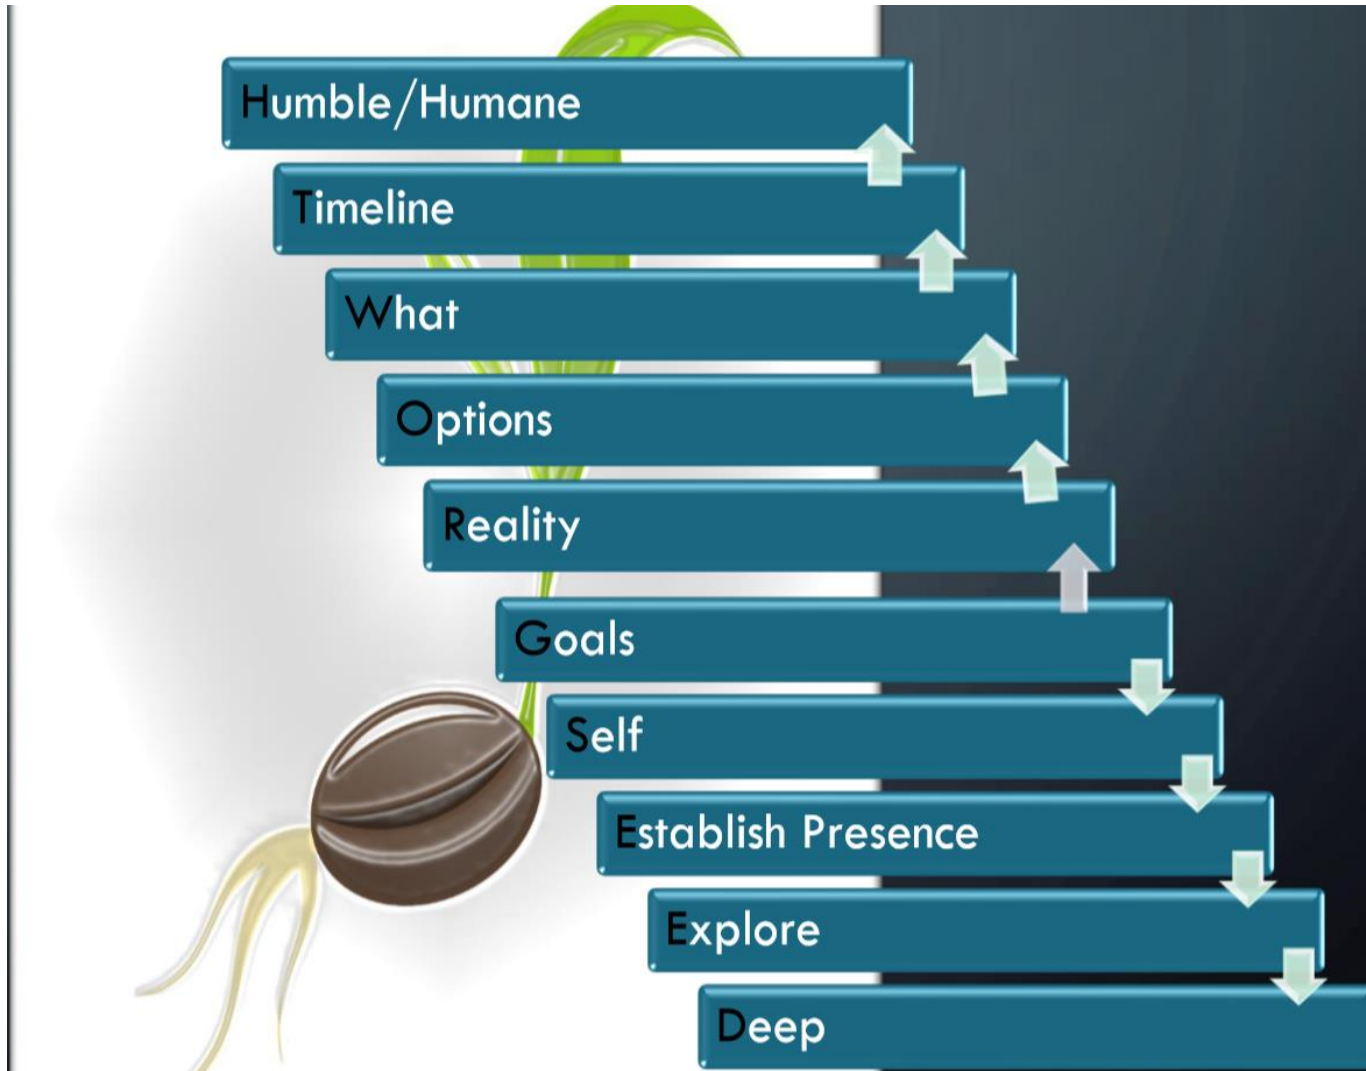 Humble/Humane
Timeline
What
Options
Reality
Goals
Self
Establish Presence
Explore
Deep